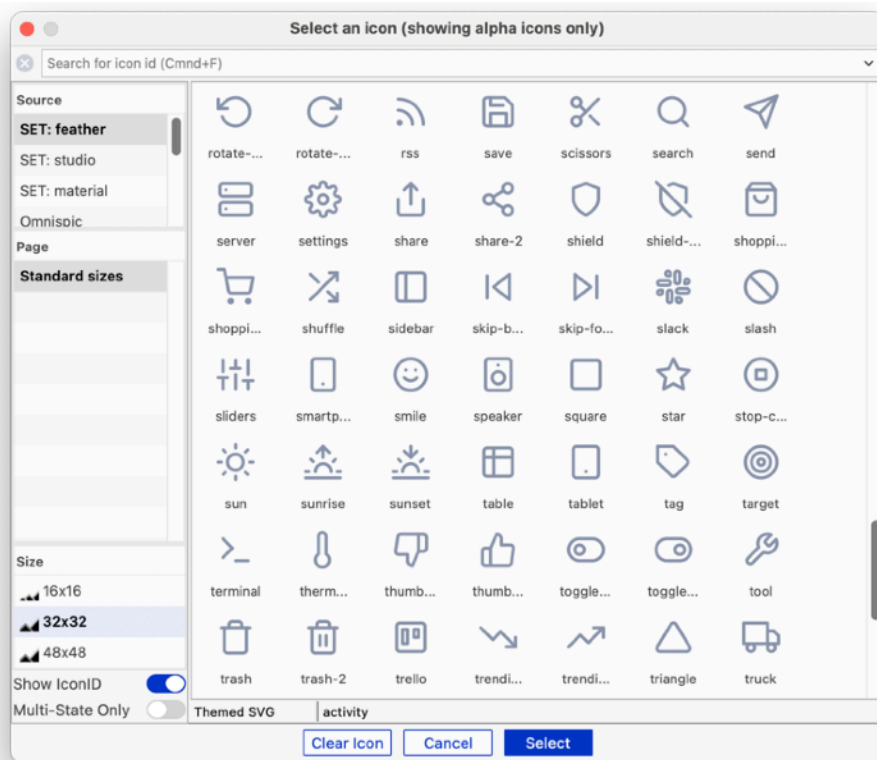 Select an icon (showing alpha icons only)
Search for icon id (Cmnd+F)
Source
SET: feather
SET: studio
SET: material
Omnispic
Page
Standard sizes
Size
16x16
32x32
48x48
Show IconID
Multi-State Only
rotate-... rotate-... rss save scissors search send
server settings share share-2 shield shield-... shoppi...
shoppi... shuffle sidebar skip-b... skip-fo... slack slash
sliders smartp... smile speaker square star stop-c...
sun sunrise sunset table tablet tag target
terminal therm... thumb... thumb... toggle... toggle... tool
trash trash-2 trello trendi... trendi... triangle truck
Themed SVG activity
Clear Icon Cancel Select